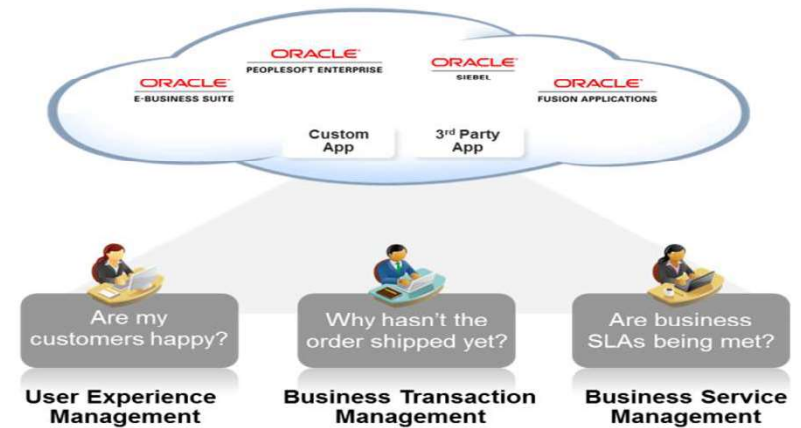 ORACLE
PEOPLESOFT ENTERPRISE
ORACLE
SIEBEL
ORACLE
E-BUSINESS SUITE
ORACLE
FUSION APPLICATIONS
Custom
App
3rd Party
App
Are my
customers happy?
Why hasn't the
order shipped yet?
Are business
SLAs being met?
User Experience
Management
Business Transaction
Management
Business Service
Management